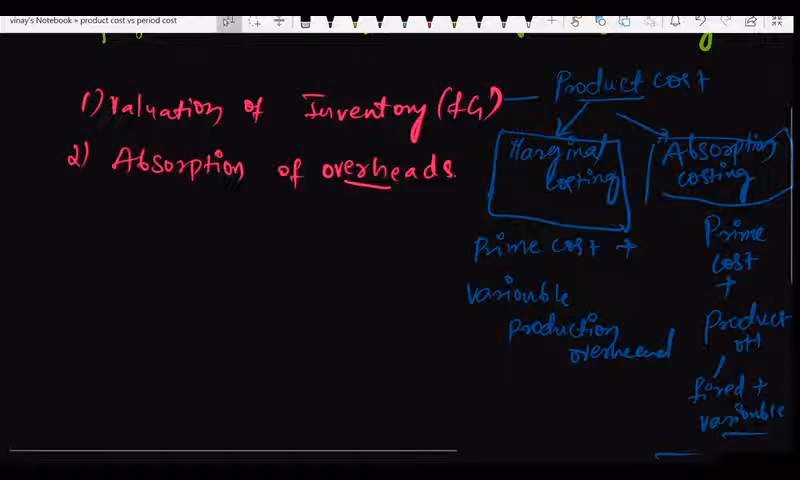 vinay's Notebook » product cost vs period cost
1) Valuation of Inventory (FG) — Product cost
2) Absorption of overheads.
Marginal costing
Absorption costing
Prime cost +
variable
production
overhead
Prime
cost
+
Product
OH
fixed +
variable